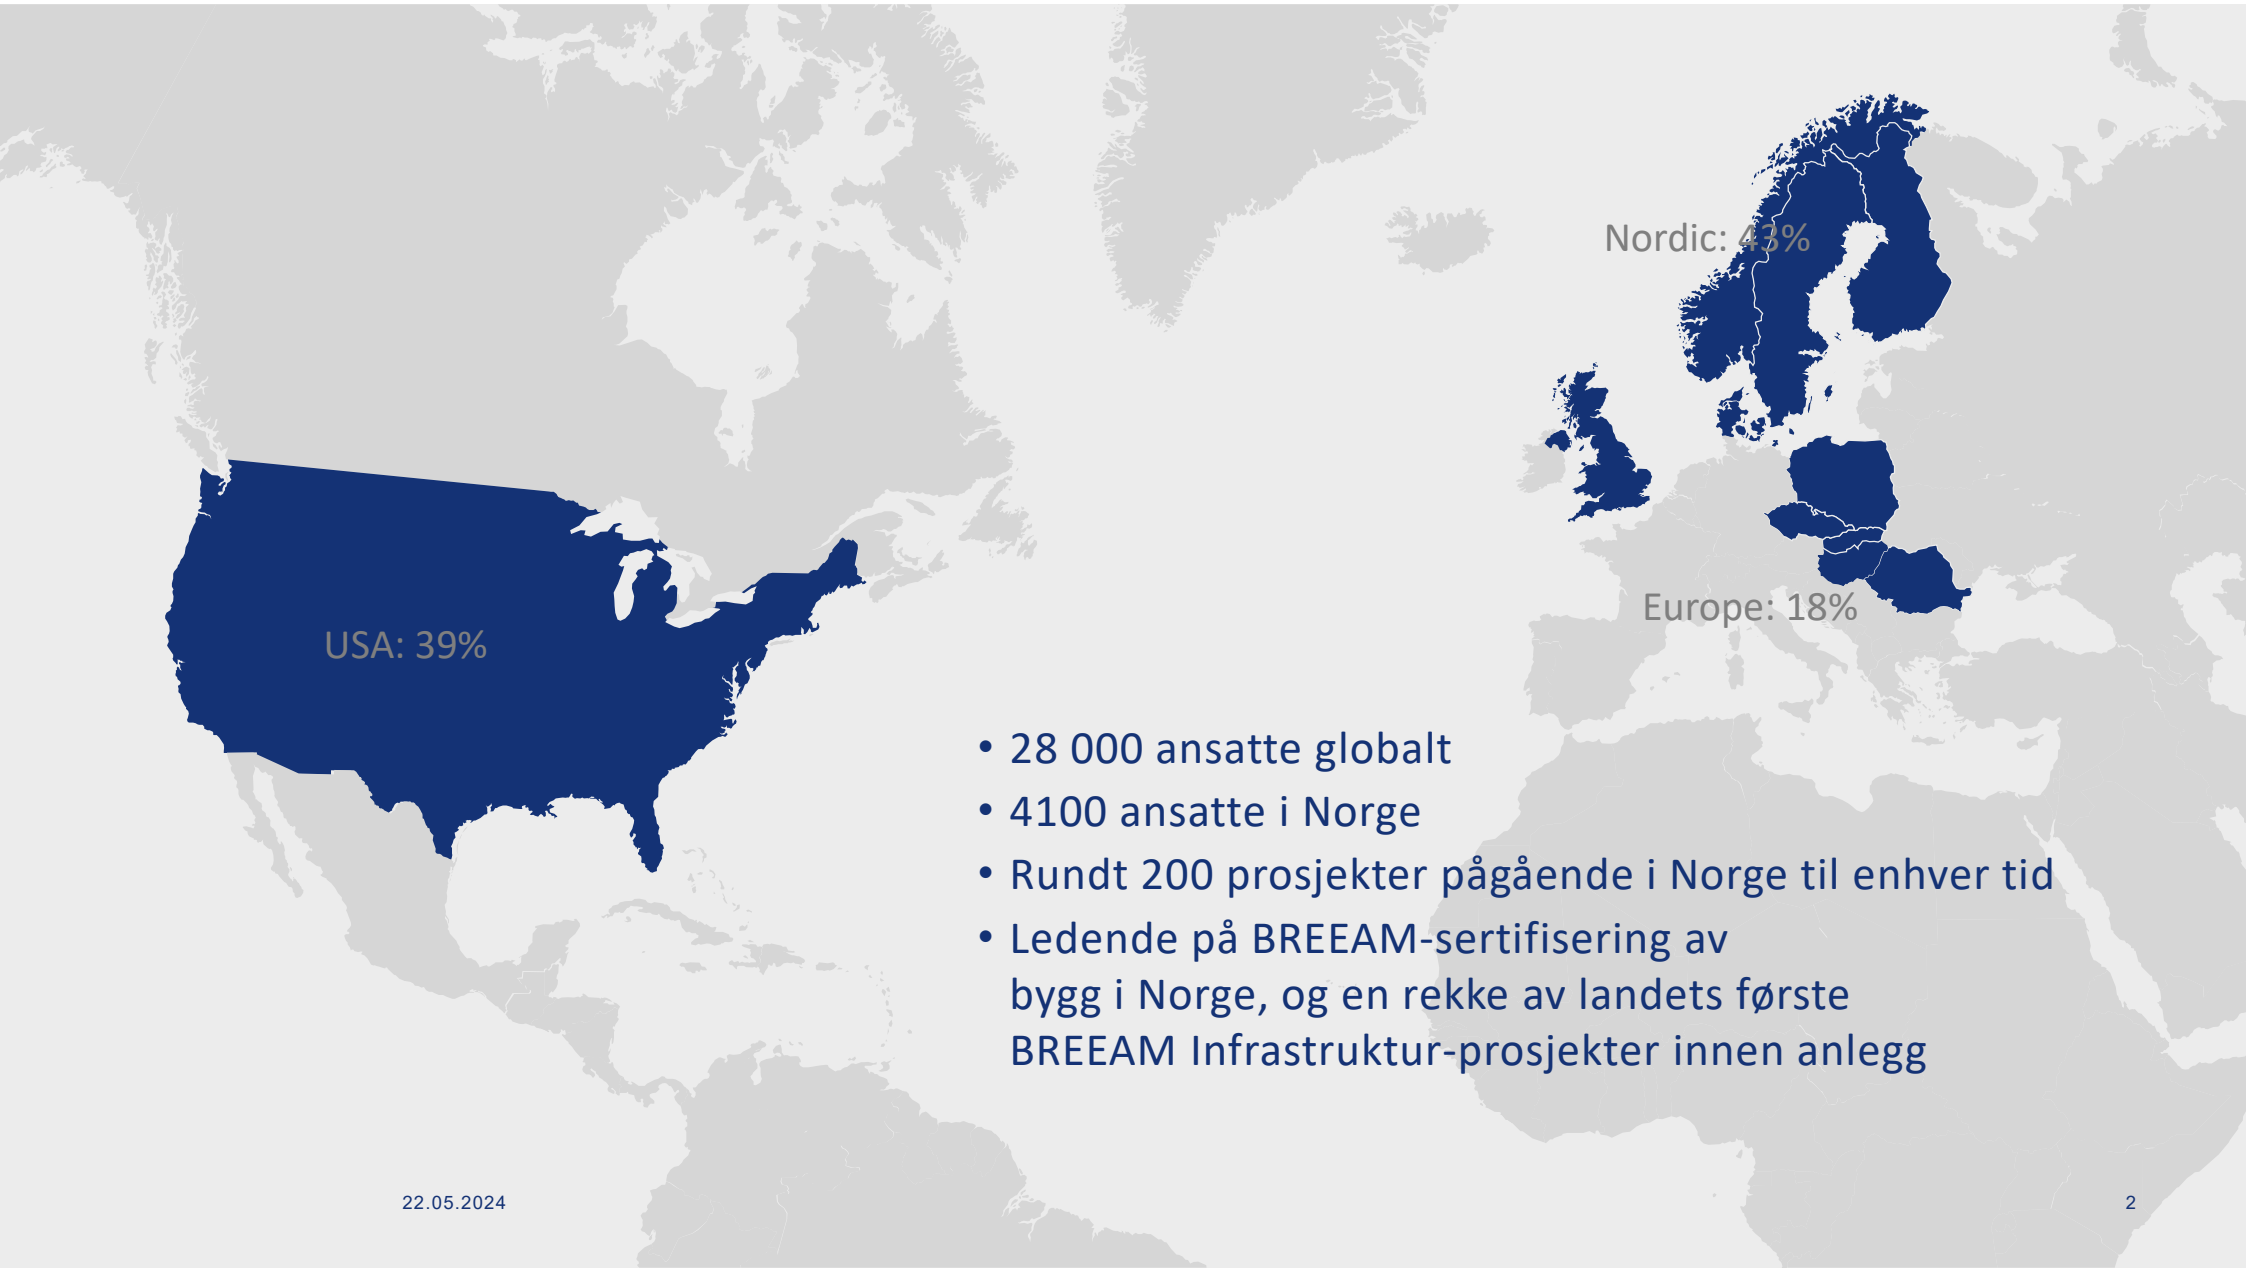 Nordic: 43%
Europe: 18%
USA: 39%
• 28 000 ansatte globalt
• 4100 ansatte i Norge
• Rundt 200 prosjekter pågående i Norge til enhver tid
• Ledende på BREEAM-sertifisering av
bygg i Norge, og en rekke av landets første
BREEAM Infrastruktur-prosjekter innen anlegg
22.05.2024
2